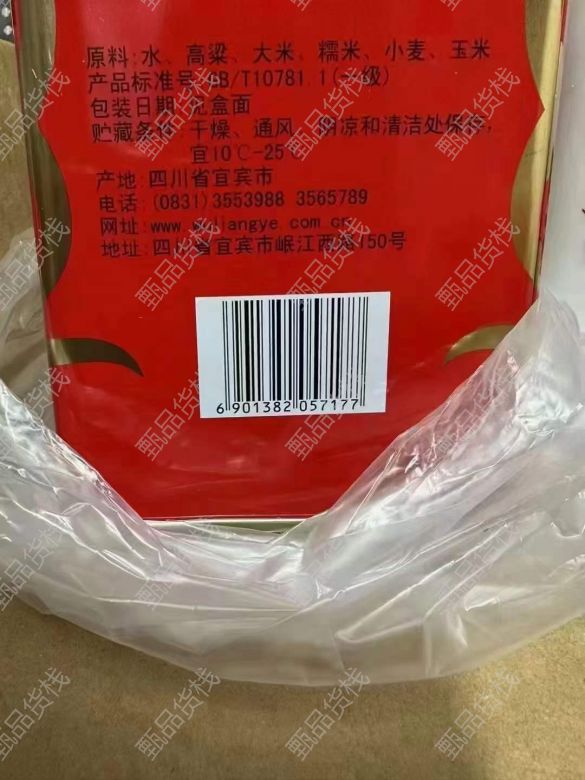 原料:水、高粱、大米、糯米、小麦、玉米
产品标准号:GB/T10781.1(一级)
包装日期:见盒面
贮藏条件:干燥、通风、阴凉和清洁处保存,
宜10℃-25℃
产地:四川省宜宾市
电话:(0831)3553988 3565789
网址:www.wuliangye.com.cn
地址:四川省宜宾市岷江西路150号
6 901382 057177
甄品货栈